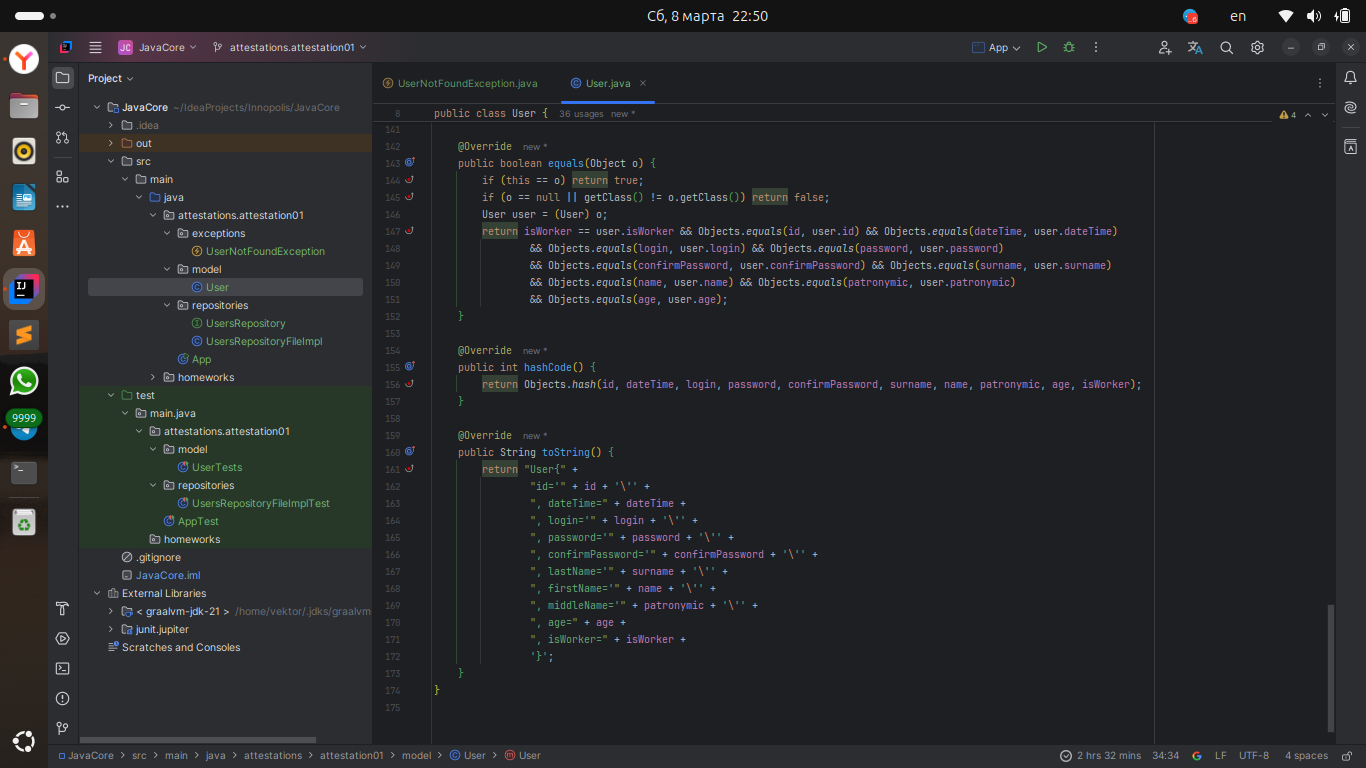 Сб, 8 марта 22:50
en
JC JavaCore
attestations.attestation01
App
Project
UserNotFoundException.java
User.java
JavaCore ~/IdeaProjects/Innopolis/JavaCore
.idea
out
src
main
java
attestations.attestation01
exceptions
UserNotFoundException
model
User
repositories
UsersRepository
UsersRepositoryFileImpl
App
homeworks
test
main.java
attestations.attestation01
model
UserTests
repositories
UsersRepositoryFileImplTest
AppTest
homeworks
.gitignore
JavaCore.iml
External Libraries
< graalvm-jdk-21 > /home/vektor/.jdks/graalvm
junit.jupiter
Scratches and Consoles
9999
8 public class User { 36 usages new *
4
141
142 @Override new *
143 public boolean equals(Object o) {
144 if (this == o) return true;
145 if (o == null || getClass() != o.getClass()) return false;
146 User user = (User) o;
147 return isWorker == user.isWorker && Objects.equals(id, user.id) && Objects.equals(dateTime, user.dateTime)
148 && Objects.equals(login, user.login) && Objects.equals(password, user.password)
149 && Objects.equals(confirmPassword, user.confirmPassword) && Objects.equals(surname, user.surname)
150 && Objects.equals(name, user.name) && Objects.equals(patronymic, user.patronymic)
151 && Objects.equals(age, user.age);
152 }
153
154 @Override new *
155 public int hashCode() {
156 return Objects.hash(id, dateTime, login, password, confirmPassword, surname, name, patronymic, age, isWorker);
157 }
158
159 @Override new *
160 public String toString() {
161 return "User{" +
162 "id='" + id + '\'' +
163 ", dateTime=" + dateTime +
164 ", login='" + login + '\'' +
165 ", password='" + password + '\'' +
166 ", confirmPassword='" + confirmPassword + '\'' +
167 ", lastName='" + surname + '\'' +
168 ", firstName='" + name + '\'' +
169 ", middleName='" + patronymic + '\'' +
170 ", age=" + age +
171 ", isWorker=" + isWorker +
172 '}';
173 }
174 }
175
JavaCore > src > main > java > attestations > attestation01 > model > User > User
2 hrs 32 mins 34:34 LF UTF-8 4 spaces